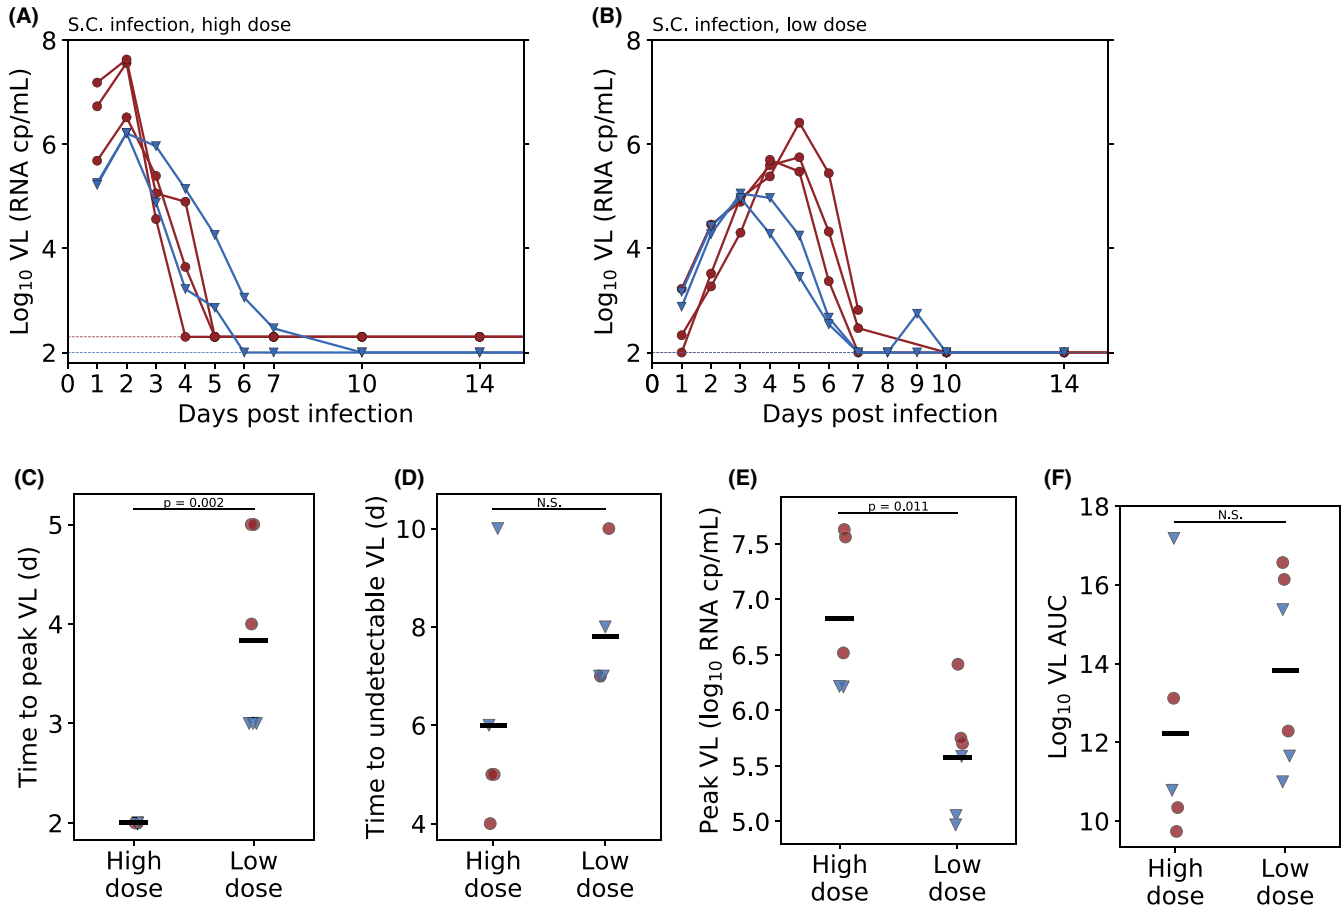 (A)
S.C. infection, high dose
Log10 VL (RNA cp/mL)
8
6
4
2
0 1 2 3 4 5 6 7 10 14
Days post infection
(B)
S.C. infection, low dose
Log10 VL (RNA cp/mL)
8
6
4
2
0 1 2 3 4 5 6 7 8 9 10 14
Days post infection
(C)
p = 0.002
Time to peak VL (d)
5
4
3
2
High
dose
Low
dose
(D)
N.S.
Time to undetectable VL (d)
10
8
6
4
High
dose
Low
dose
(E)
p = 0.011
Peak VL (log10 RNA cp/mL)
7.5
7.0
6.5
6.0
5.5
5.0
High
dose
Low
dose
(F)
N.S.
Log10 VL AUC
18
16
14
12
10
High
dose
Low
dose